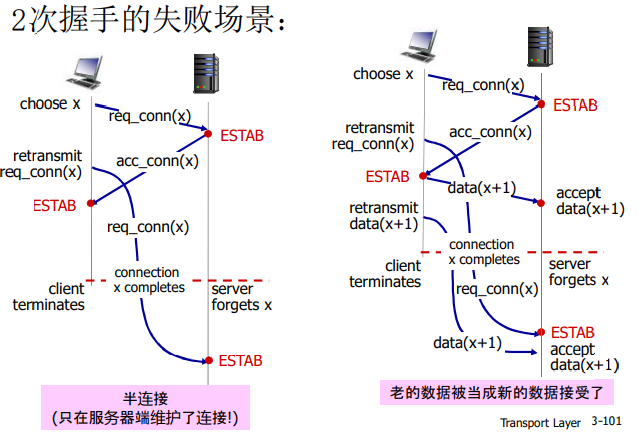 2次握手的失败场景:
choose x
req_conn(x)
ESTAB
retransmit
req_conn(x)
acc_conn(x)
ESTAB
req_conn(x)
connection
x completes
client
terminates
server
forgets x
ESTAB
半连接
(只在服务器端维护了连接!)
choose x
req_conn(x)
ESTAB
retransmit
req_conn(x)
acc_conn(x)
ESTAB
data(x+1)
accept
data(x+1)
retransmit
data(x+1)
connection
x completes
client
terminates
server
forgets x
req_conn(x)
ESTAB
data(x+1)
accept
data(x+1)
老的数据被当成新的数据接受了
Transport Layer 3-101